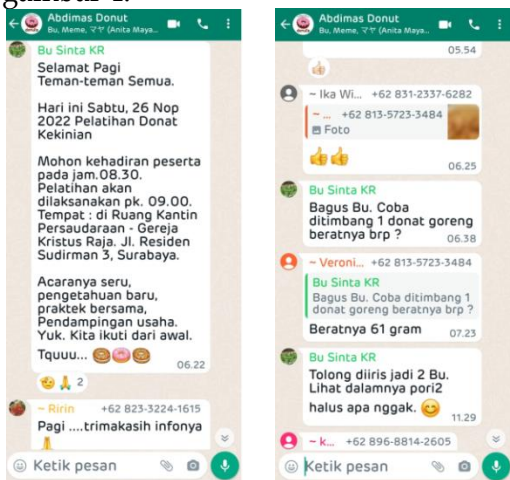 Abdimas Donut
Bu, Meme, マヤ (Anita Maya...
Bu Sinta KR
Selamat Pagi
Teman-teman Semua.
Hari ini Sabtu, 26 Nop
2022 Pelatihan Donat
Kekinian
Mohon kehadiran peserta
pada jam.08.30.
Pelatihan akan
dilaksanakan pk. 09.00.
Tempat : di Ruang Kantin
Persaudaraan - Gereja
Kristus Raja. Jl. Residen
Sudirman 3, Surabaya.
Acaranya seru,
pengetahuan baru,
praktek bersama,
Pendampingan usaha.
Yuk. Kita ikuti dari awal.
Tquuu... 🍩🍩🍩
06.22
🫡🙏 2
~ Ririn +62 823-3224-1615
Pagi ....trimakasih infonya
🙏
Ketik pesan
Abdimas Donut
Bu, Meme, マヤ (Anita Maya...
05.54
👍
~ Ika Wi... +62 831-2337-6282
~ ... +62 813-5723-3484
Foto
👍👍
06.25
Bu Sinta KR
Bagus Bu. Coba
ditimbang 1 donat goreng
beratnya brp ? 06.38
~ Veroni... +62 813-5723-3484
Bu Sinta KR
Bagus Bu. Coba ditimbang 1
donat goreng beratnya brp ?
Beratnya 61 gram 07.23
Bu Sinta KR
Tolong diiris jadi 2 Bu.
Lihat dalamnya pori2
halus apa nggak. 😊 11.29
~ k... +62 896-8814-2605
Ketik pesan